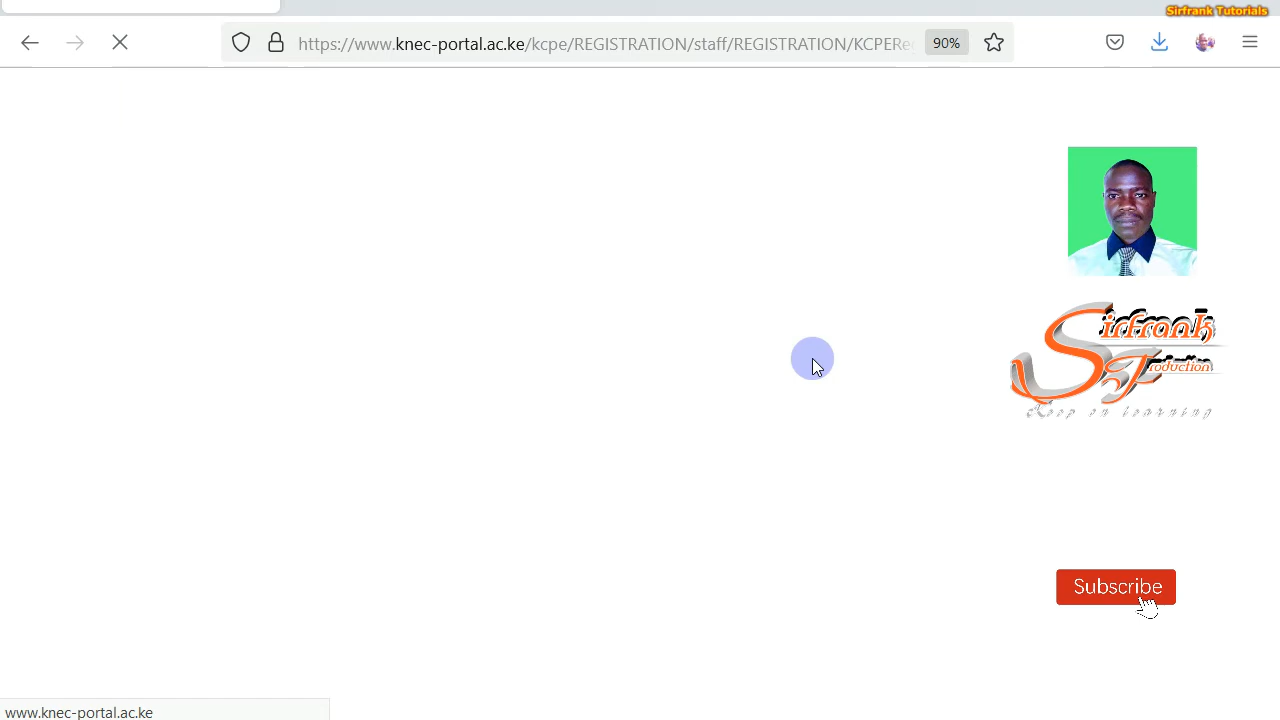 Sirfrank Tutorials
https://www.knec-portal.ac.ke/kcpe/REGISTRATION/staff/REGISTRATION/KCPERe
90%
Sirfrank
Production
Keep on learning
Subscribe
www.knec-portal.ac.ke